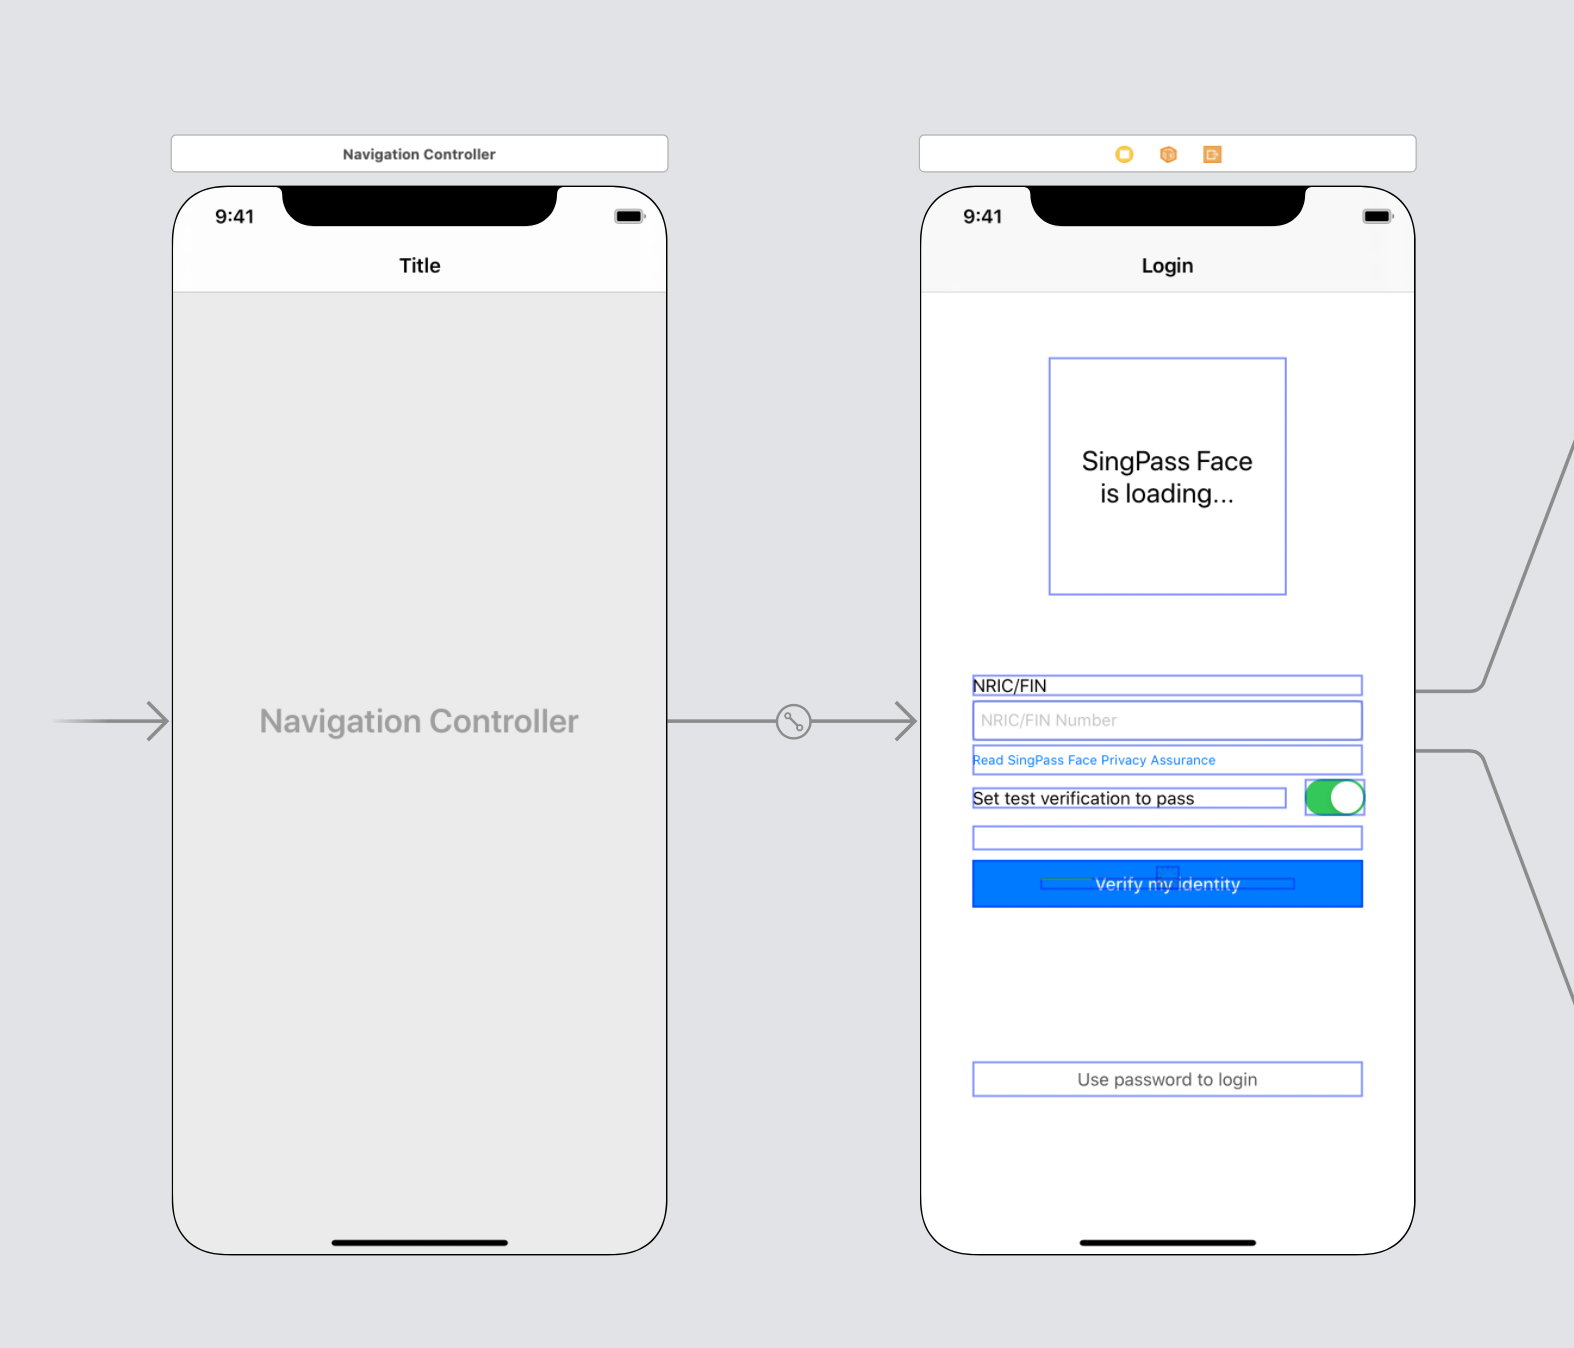 Navigation Controller
9:41
Title
Navigation Controller
9:41
Login
SingPass Face
is loading...
NRIC/FIN
NRIC/FIN Number
Read SingPass Face Privacy Assurance
Set test verification to pass
Verify my identity
Use password to login